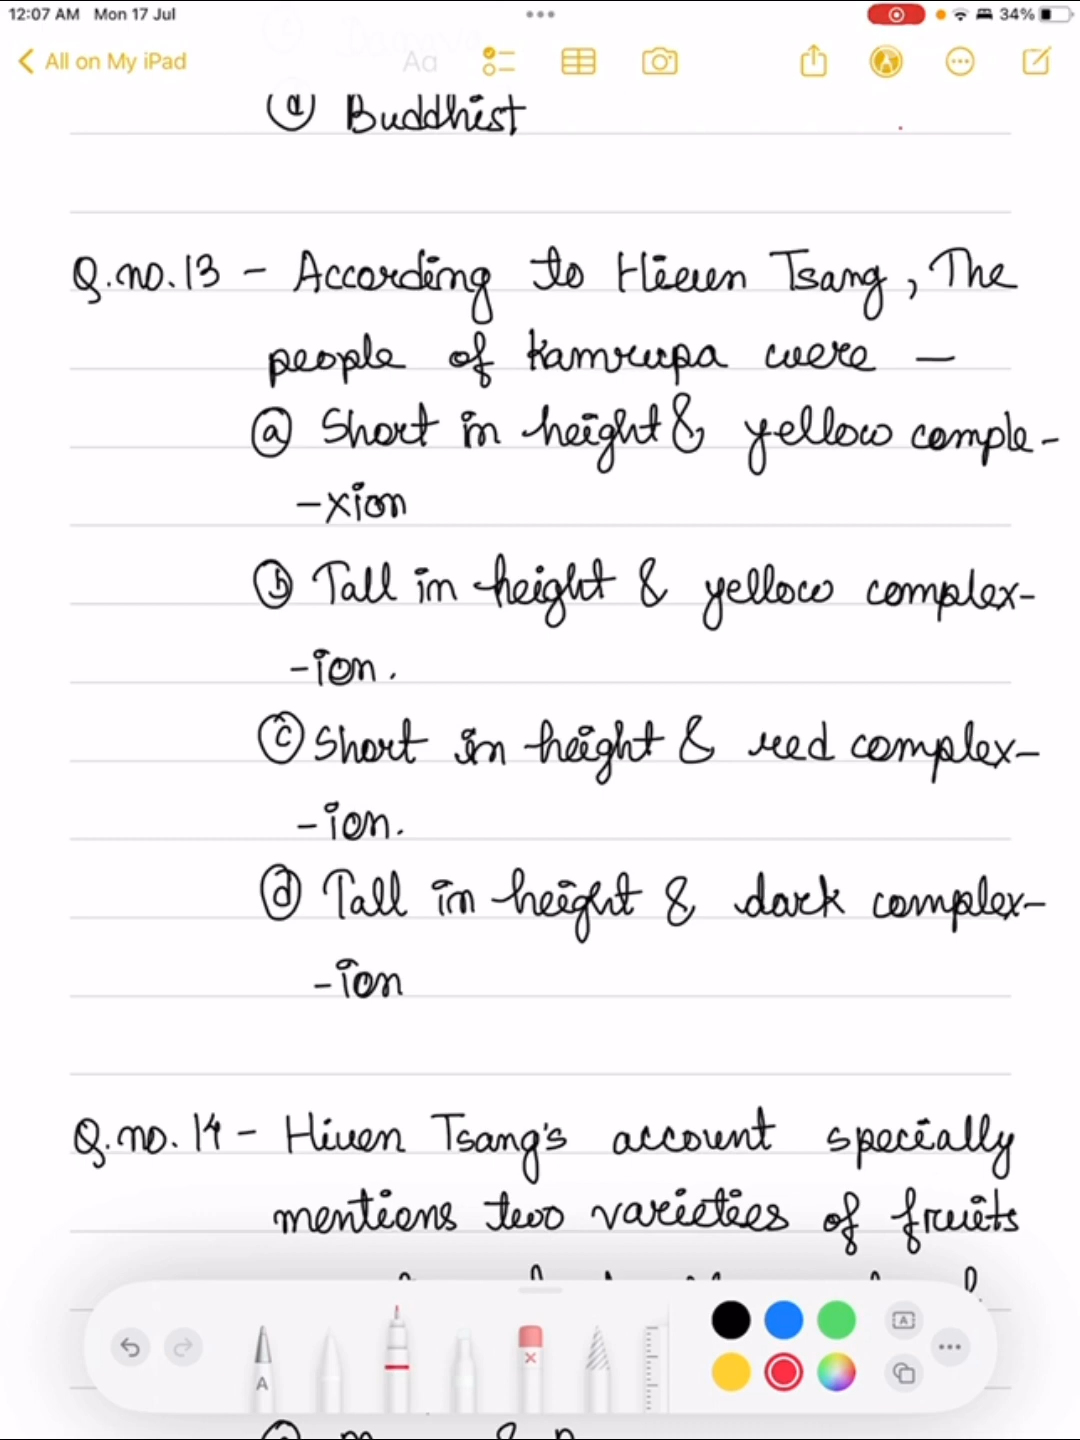 12:07 AM Mon 17 Jul
34%
All on My iPad
Aa
(d) Buddhist
Q.no.13 - According to Hieuen Tsang, The
people of Kamrupa were -
(a) Short in height & yellow comple-
-xion
(b) Tall in height & yellow complex-
-ion.
(c) Short in height & red complex-
-ion.
(d) Tall in height & dark complex-
-ion
Q.no.14 - Hiuen Tsang's account specially
mentions two varieties of fruits
A
A